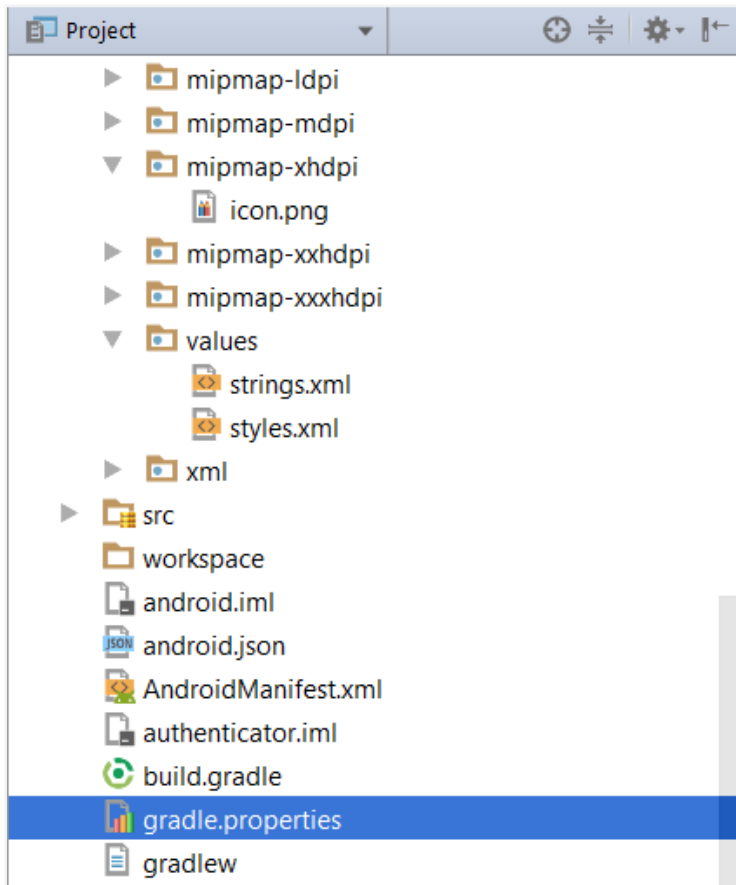 Project
mipmap-ldpi
mipmap-mdpi
mipmap-xhdpi
icon.png
mipmap-xxhdpi
mipmap-xxxhdpi
values
strings.xml
styles.xml
xml
src
workspace
android.iml
JSON android.json
AndroidManifest.xml
authenticator.iml
build.gradle
gradle.properties
gradlew